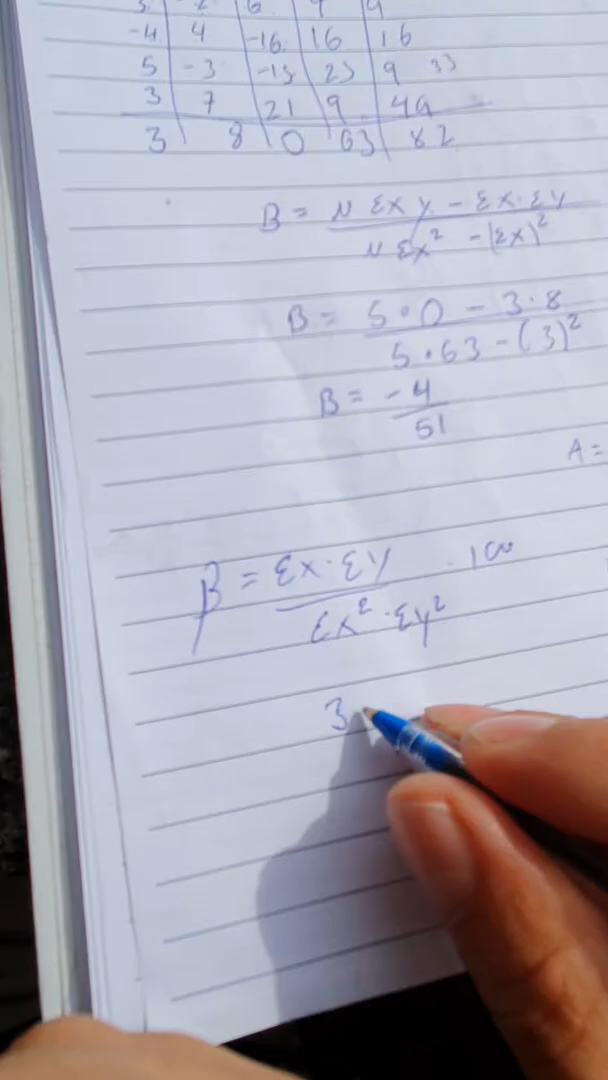 -4 4 -16 16 16
5 -3 -15 25 9 35
3 7 21 9 49
3 8 0 63 82
B = N Σxy - Σx·Σy / NΣx² - (Σx)²
B = 5·0 - 3·8 / 5·63 - (3)²
B = -4 / 51
A =
β = Σx·Σy / Σx²·Σy² · 100
3